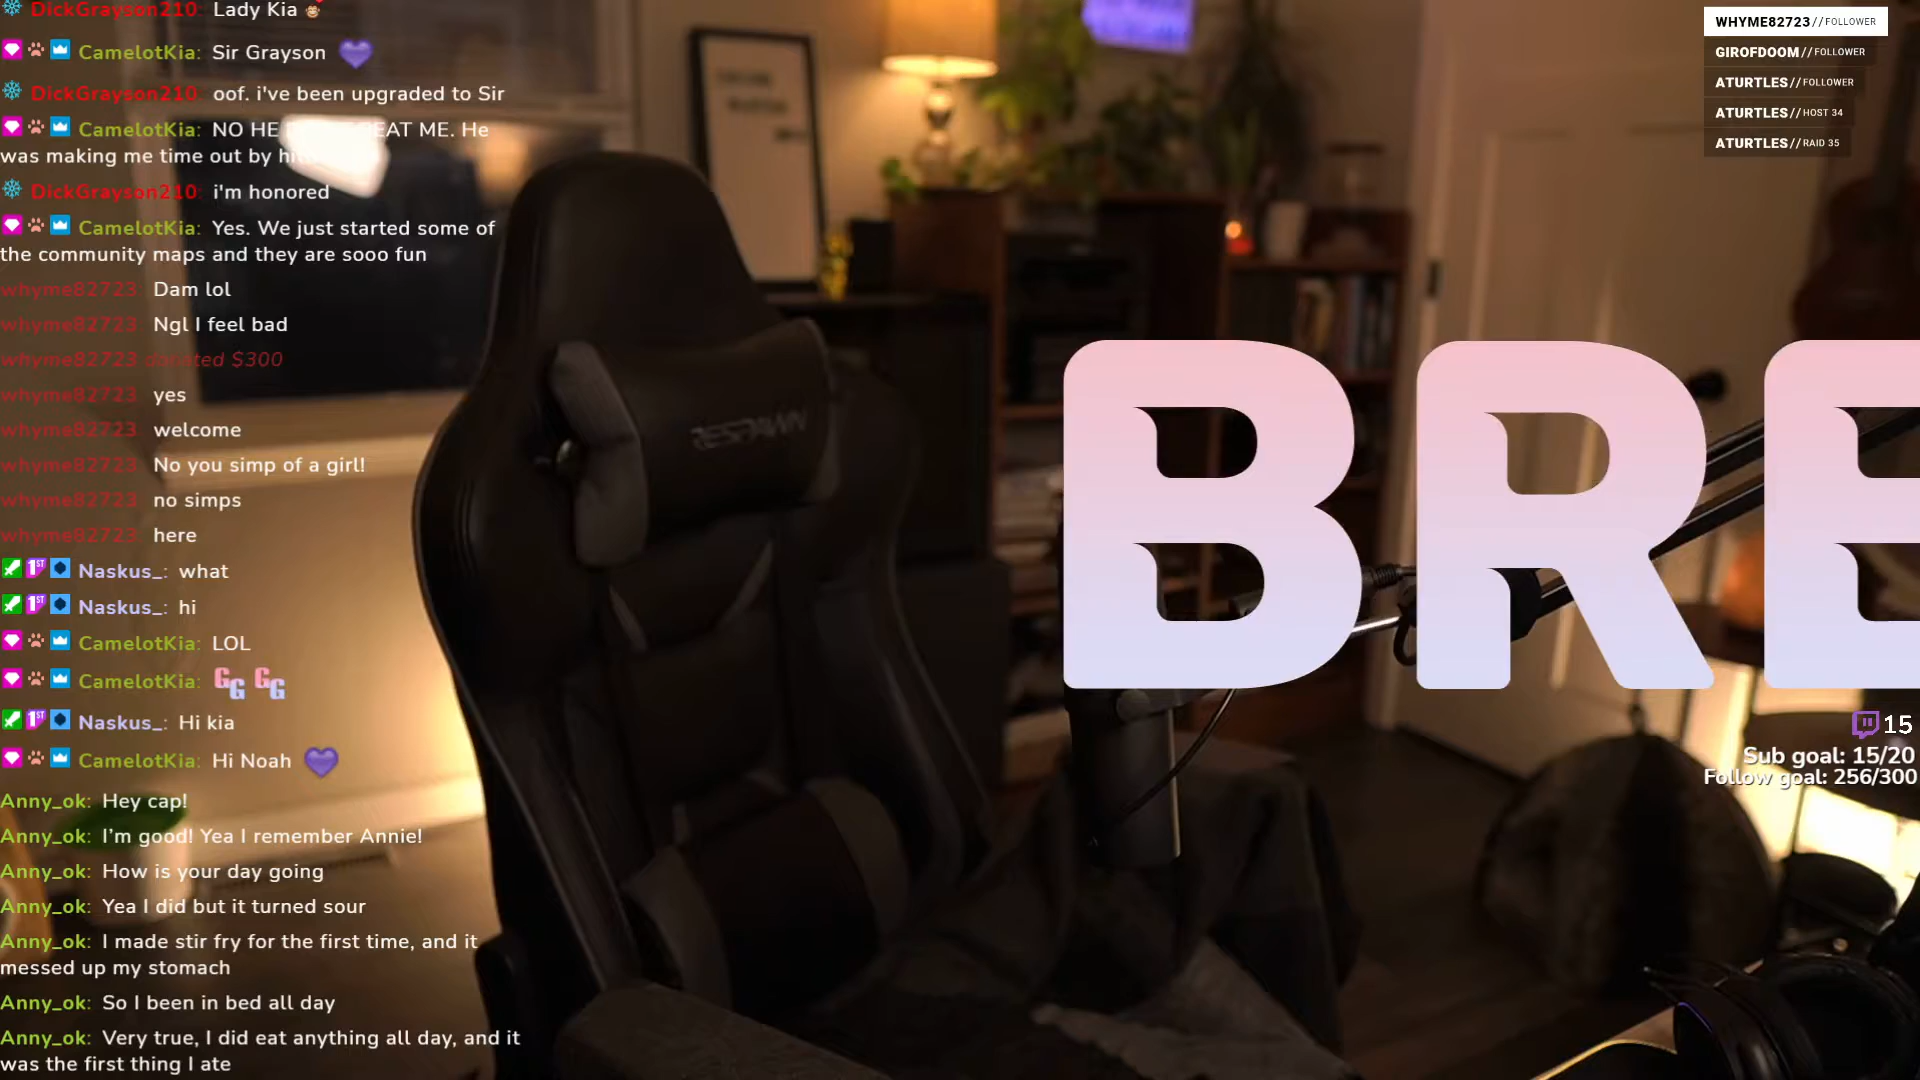 DickGrayson210: Lady Kia
CamelotKia: Sir Grayson
DickGrayson210: oof. i've been upgraded to Sir
CamelotKia: NO HE EAT ME. He
was making me time out by
DickGrayson210: i'm honored
CamelotKia: Yes. We just started some of
the community maps and they are sooo fun
whyme82723: Dam lol
whyme82723: Ngl I feel bad
whyme82723 donated $300
whyme82723: yes
whyme82723: welcome
whyme82723: No you simp of a girl!
whyme82723: no simps
whyme82723: here
1ST Naskus_: what
1ST Naskus_: hi
CamelotKia: LOL
CamelotKia: GG GG
1ST Naskus_: Hi kia
CamelotKia: Hi Noah
Anny_ok: Hey cap!
Anny_ok: I'm good! Yea I remember Annie!
Anny_ok: How is your day going
Anny_ok: Yea I did but it turned sour
Anny_ok: I made stir fry for the first time, and it
messed up my stomach
Anny_ok: So I been in bed all day
Anny_ok: Very true, I did eat anything all day, and it
was the first thing I ate
RESPAWN
BRE
WHYME82723//FOLLOWER
GIROFDOOM//FOLLOWER
ATURTLES//FOLLOWER
ATURTLES//HOST 34
ATURTLES//RAID 35
15
Sub goal: 15/20
Follow goal: 256/300